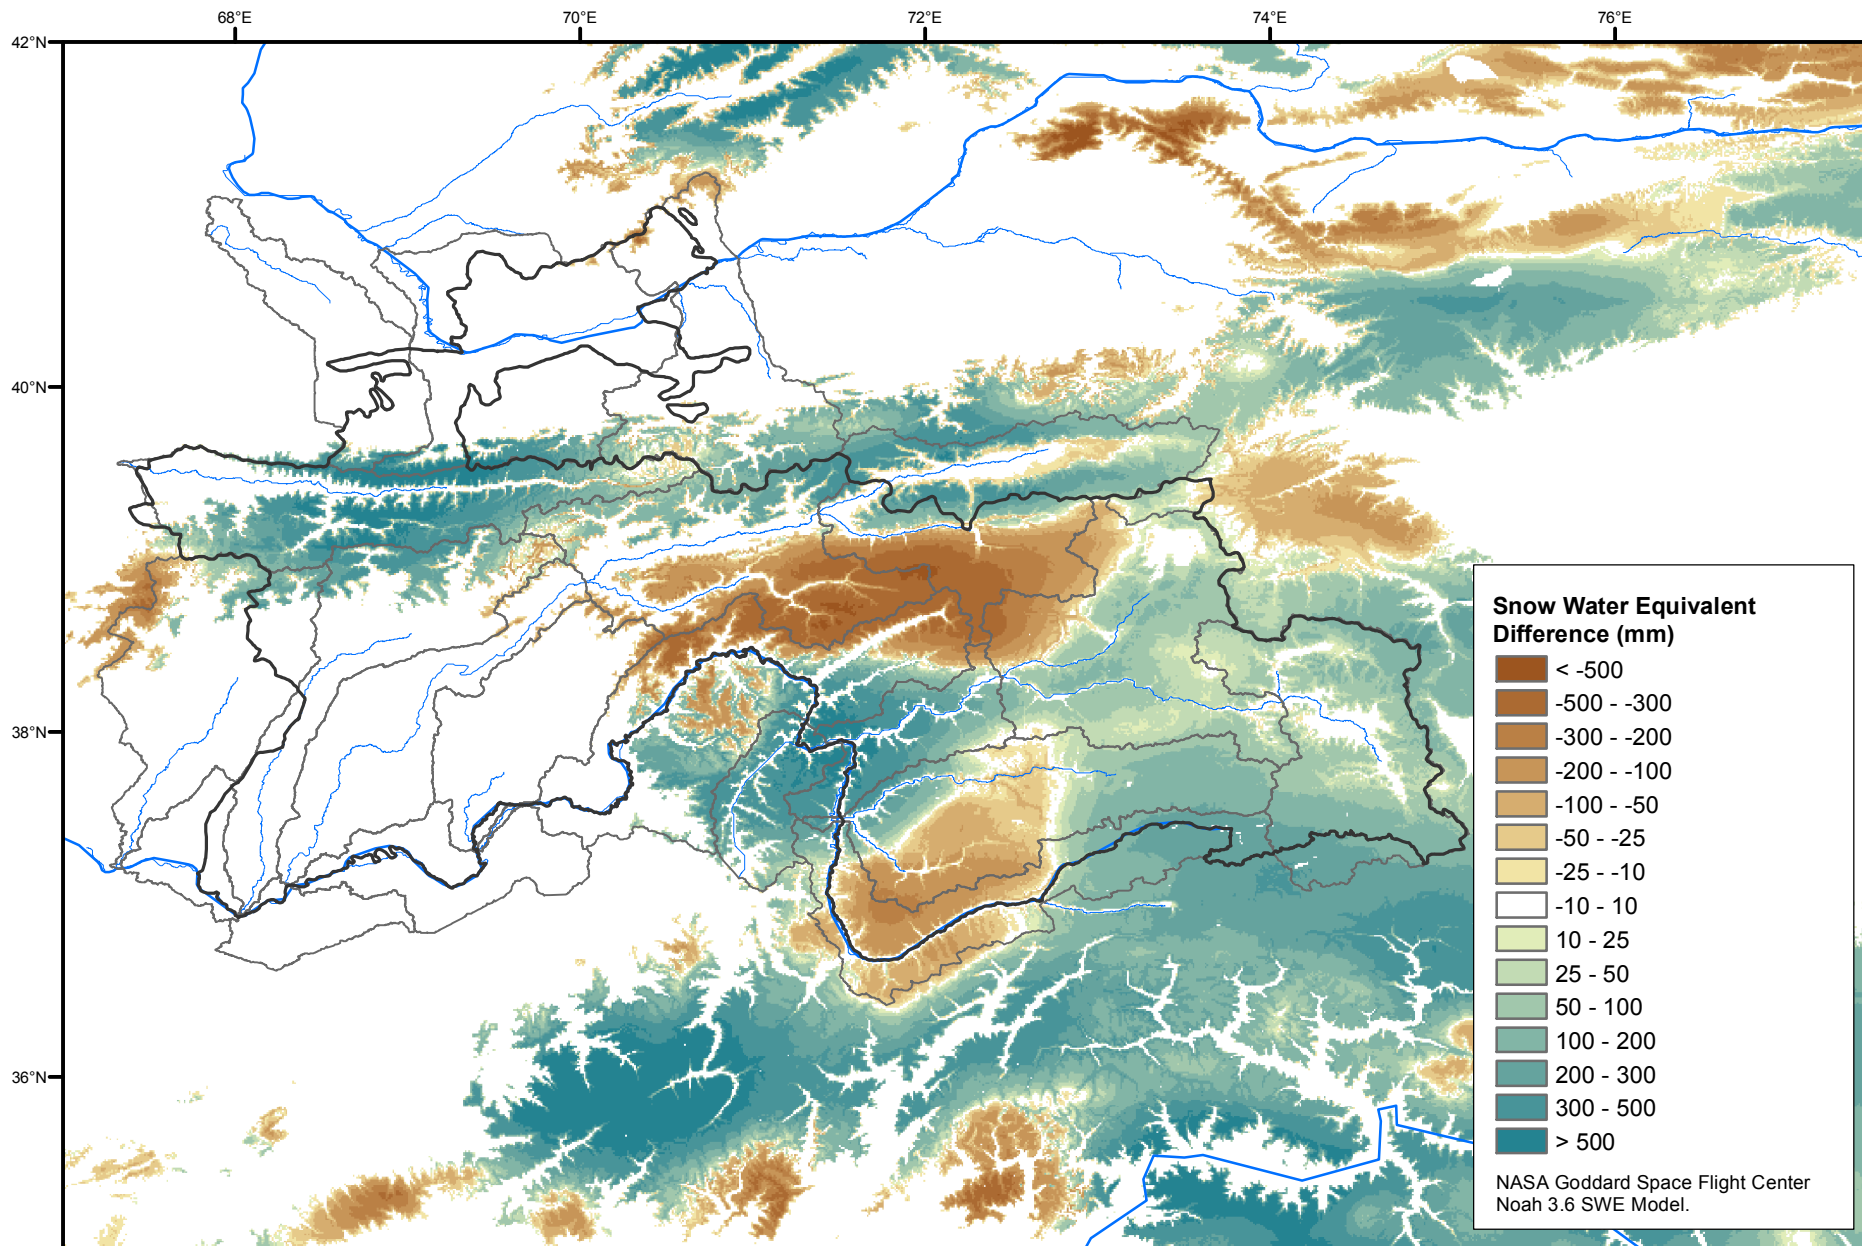 68°E 70°E 72°E 74°E 76°E
42°N
40°N
38°N
36°N
Snow Water Equivalent
Difference (mm)
< -500
-500 - -300
-300 - -200
-200 - -100
-100 - -50
-50 - -25
-25 - -10
-10 - 10
10 - 25
25 - 50
50 - 100
100 - 200
200 - 300
300 - 500
> 500
NASA Goddard Space Flight Center
Noah 3.6 SWE Model.